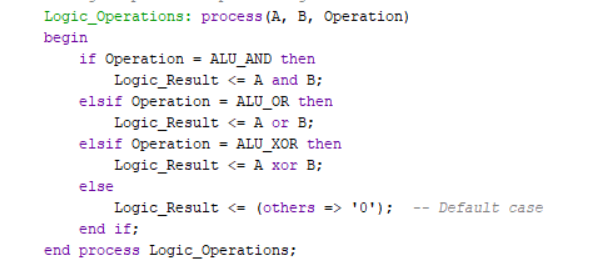 Logic_Operations: process(A, B, Operation)
begin
    if Operation = ALU_AND then
        Logic_Result <= A and B;
    elsif Operation = ALU_OR then
        Logic_Result <= A or B;
    elsif Operation = ALU_XOR then
        Logic_Result <= A xor B;
    else
        Logic_Result <= (others => '0');  -- Default case
    end if;
end process Logic_Operations;